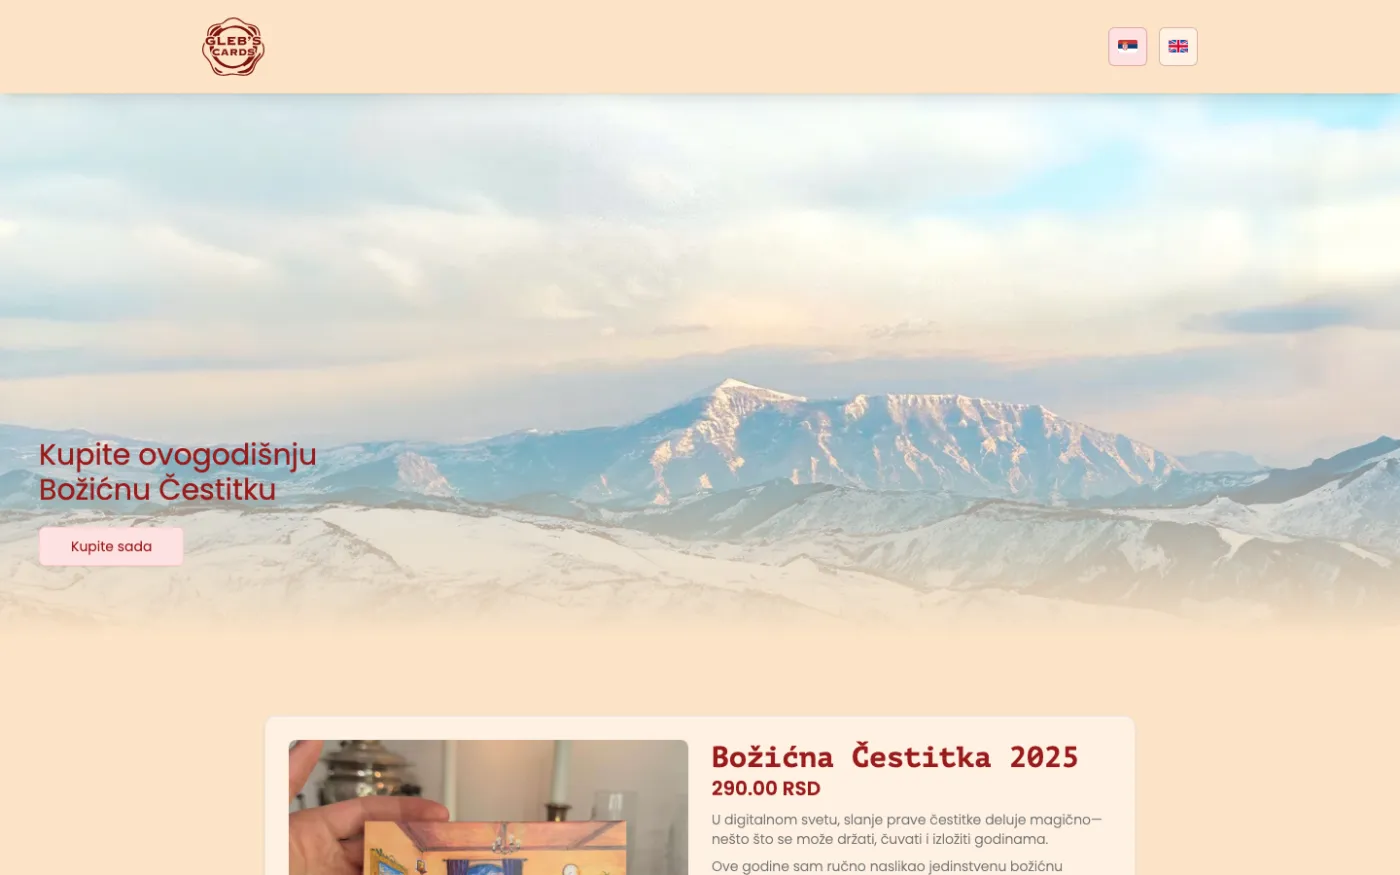 GLEB'S
CARDS
Kupite ovogodišnju
Božićnu Čestitku
Kupite sada
Božićna Čestitka 2025
290.00 RSD
U digitalnom svetu, slanje prave čestitke deluje magično—
nešto što se može držati, čuvati i izložiti godinama.
Ove godine sam ručno naslikao jedinstvenu božićnu